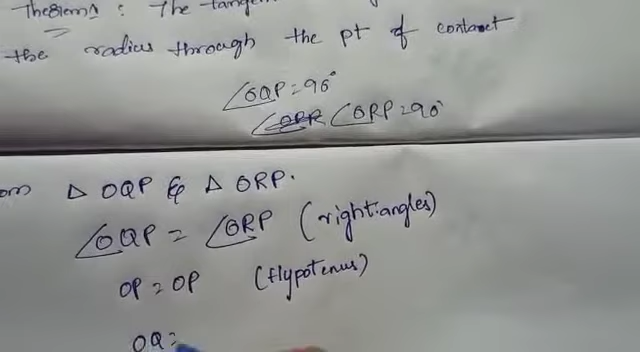 Theorem : The tangen
the radius through the pt of contact
∠OQP = 90°
∠ORP = 90°
△ OQP & △ ORP.
∠OQP = ∠ORP (right angles)
OP = OP (Hypotenus)
OQ =